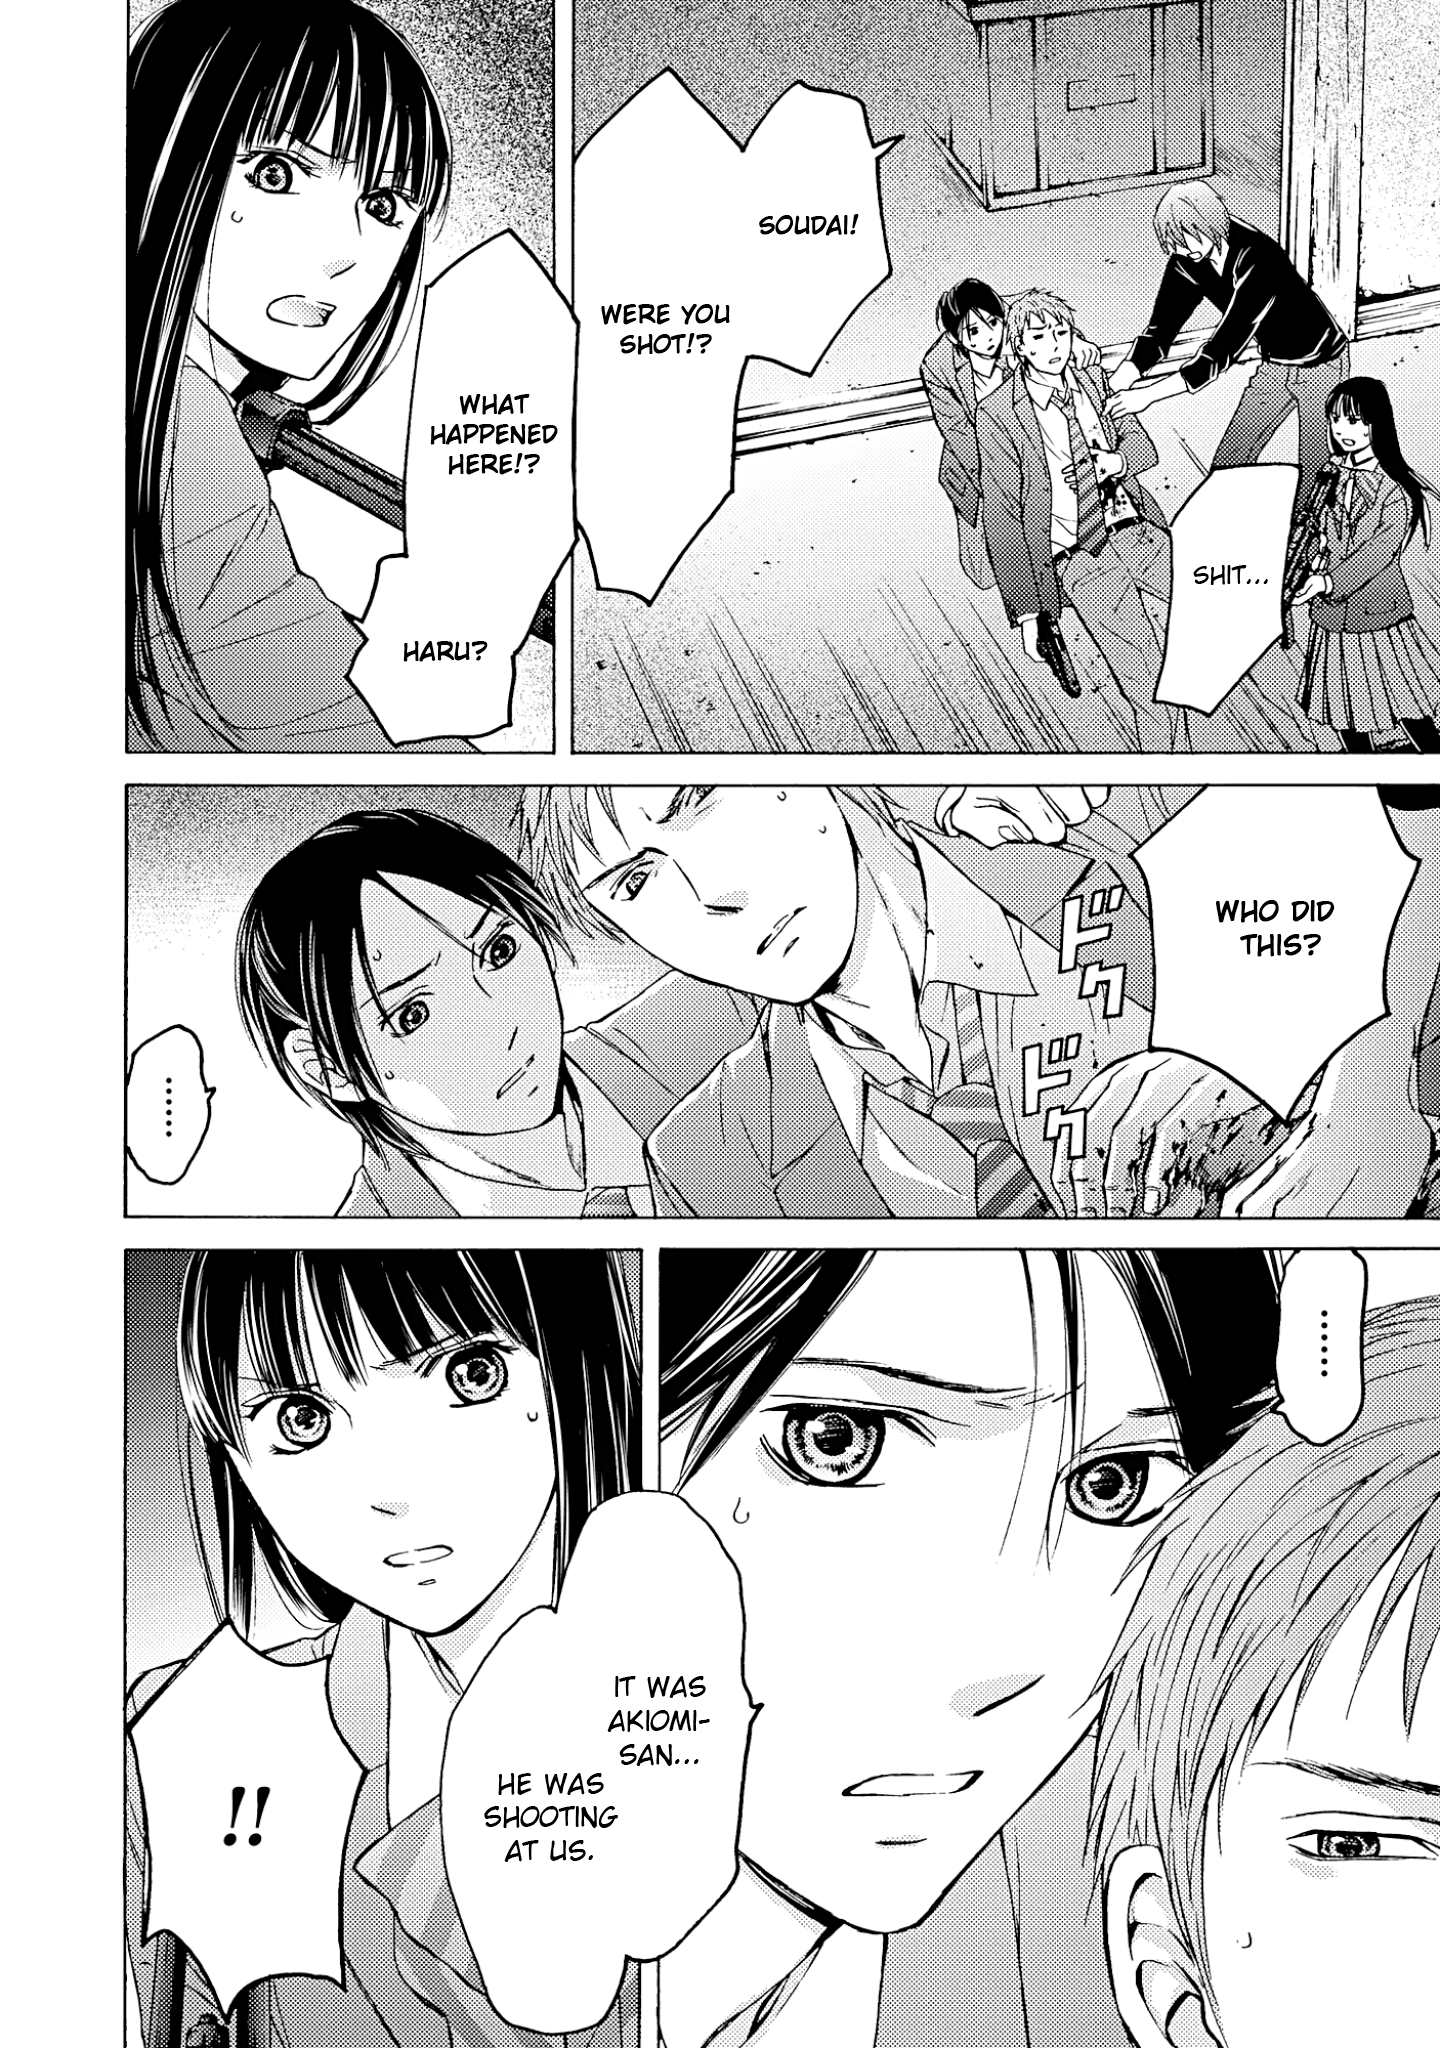 SOUDAI!
WERE YOU
SHOT!?
SHIT...
WHAT
HAPPENED
HERE!?
HARU?
WHO DID
THIS?
ドク
ドク
......
......
IT WAS
AKIOMI-
SAN...
HE WAS
SHOOTING
AT US.
!!